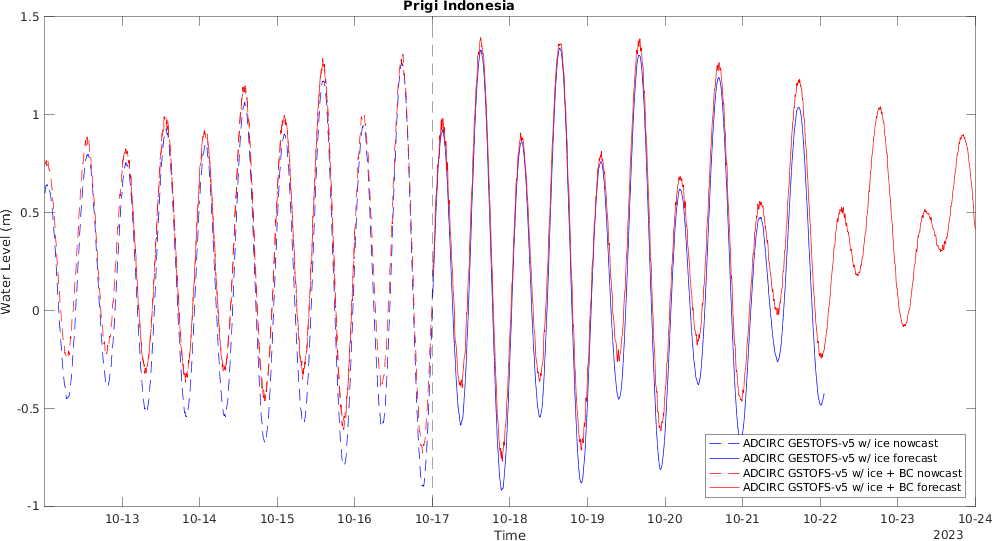 Prigi Indonesia
1.5
1
0.5
0
-0.5
-1
Water Level (m)
10-13 10-14 10-15 10-16 10-17 10-18 10-19 10-20 10-21 10-22 10-23 10-24
Time
2023
ADCIRC GESTOFS-v5 w/ ice nowcast
ADCIRC GESTOFS-v5 w/ ice forecast
ADCIRC GSTOFS-v5 w/ ice + BC nowcast
ADCIRC GSTOFS-v5 w/ ice + BC forecast